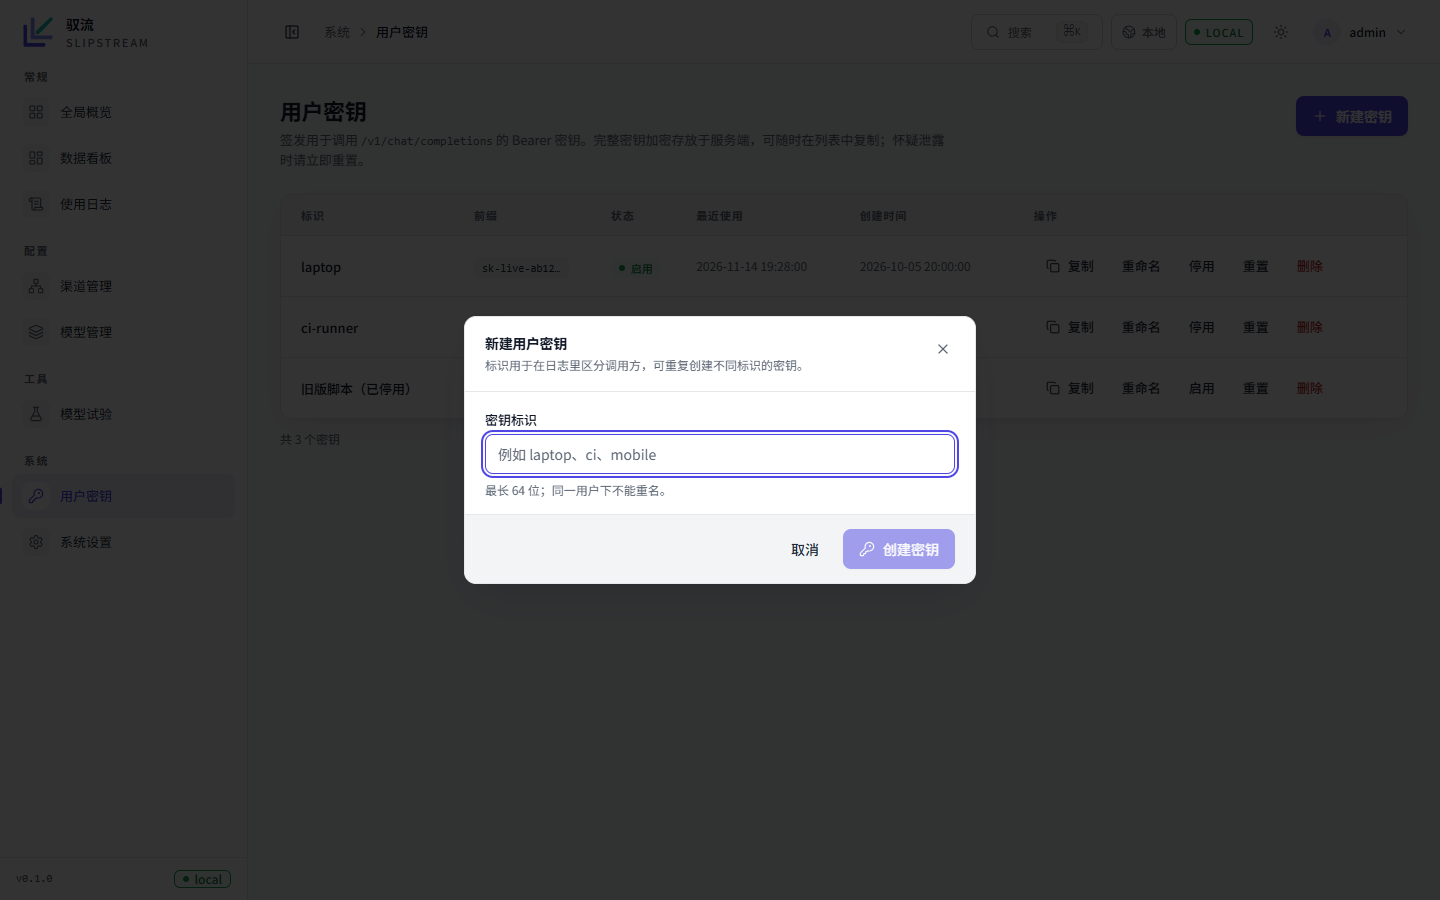 驭流
SLIPSTREAM
常规
全局概览
数据看板
使用日志
配置
渠道管理
模型管理
工具
模型试验
系统
用户密钥
系统设置
v0.1.0
local
系统 > 用户密钥
搜索 ⌘K
本地
LOCAL
A admin
用户密钥
签发用于调用 /v1/chat/completions 的 Bearer 密钥。完整密钥加密存放于服务端，可随时在列表中复制；怀疑泄露
时请立即重置。
新建密钥
标识 前缀 状态 最近使用 创建时间 操作
laptop sk-live-ab12… 启用 2026-11-14 19:28:00 2026-10-05 20:00:00 复制 重命名 停用 重置 删除
ci-runner 复制 重命名 停用 重置 删除
旧版脚本（已停用） 复制 重命名 启用 重置 删除
共 3 个密钥
新建用户密钥
标识用于在日志里区分调用方，可重复创建不同标识的密钥。
密钥标识
例如 laptop、ci、mobile
最长 64 位；同一用户下不能重名。
取消
创建密钥